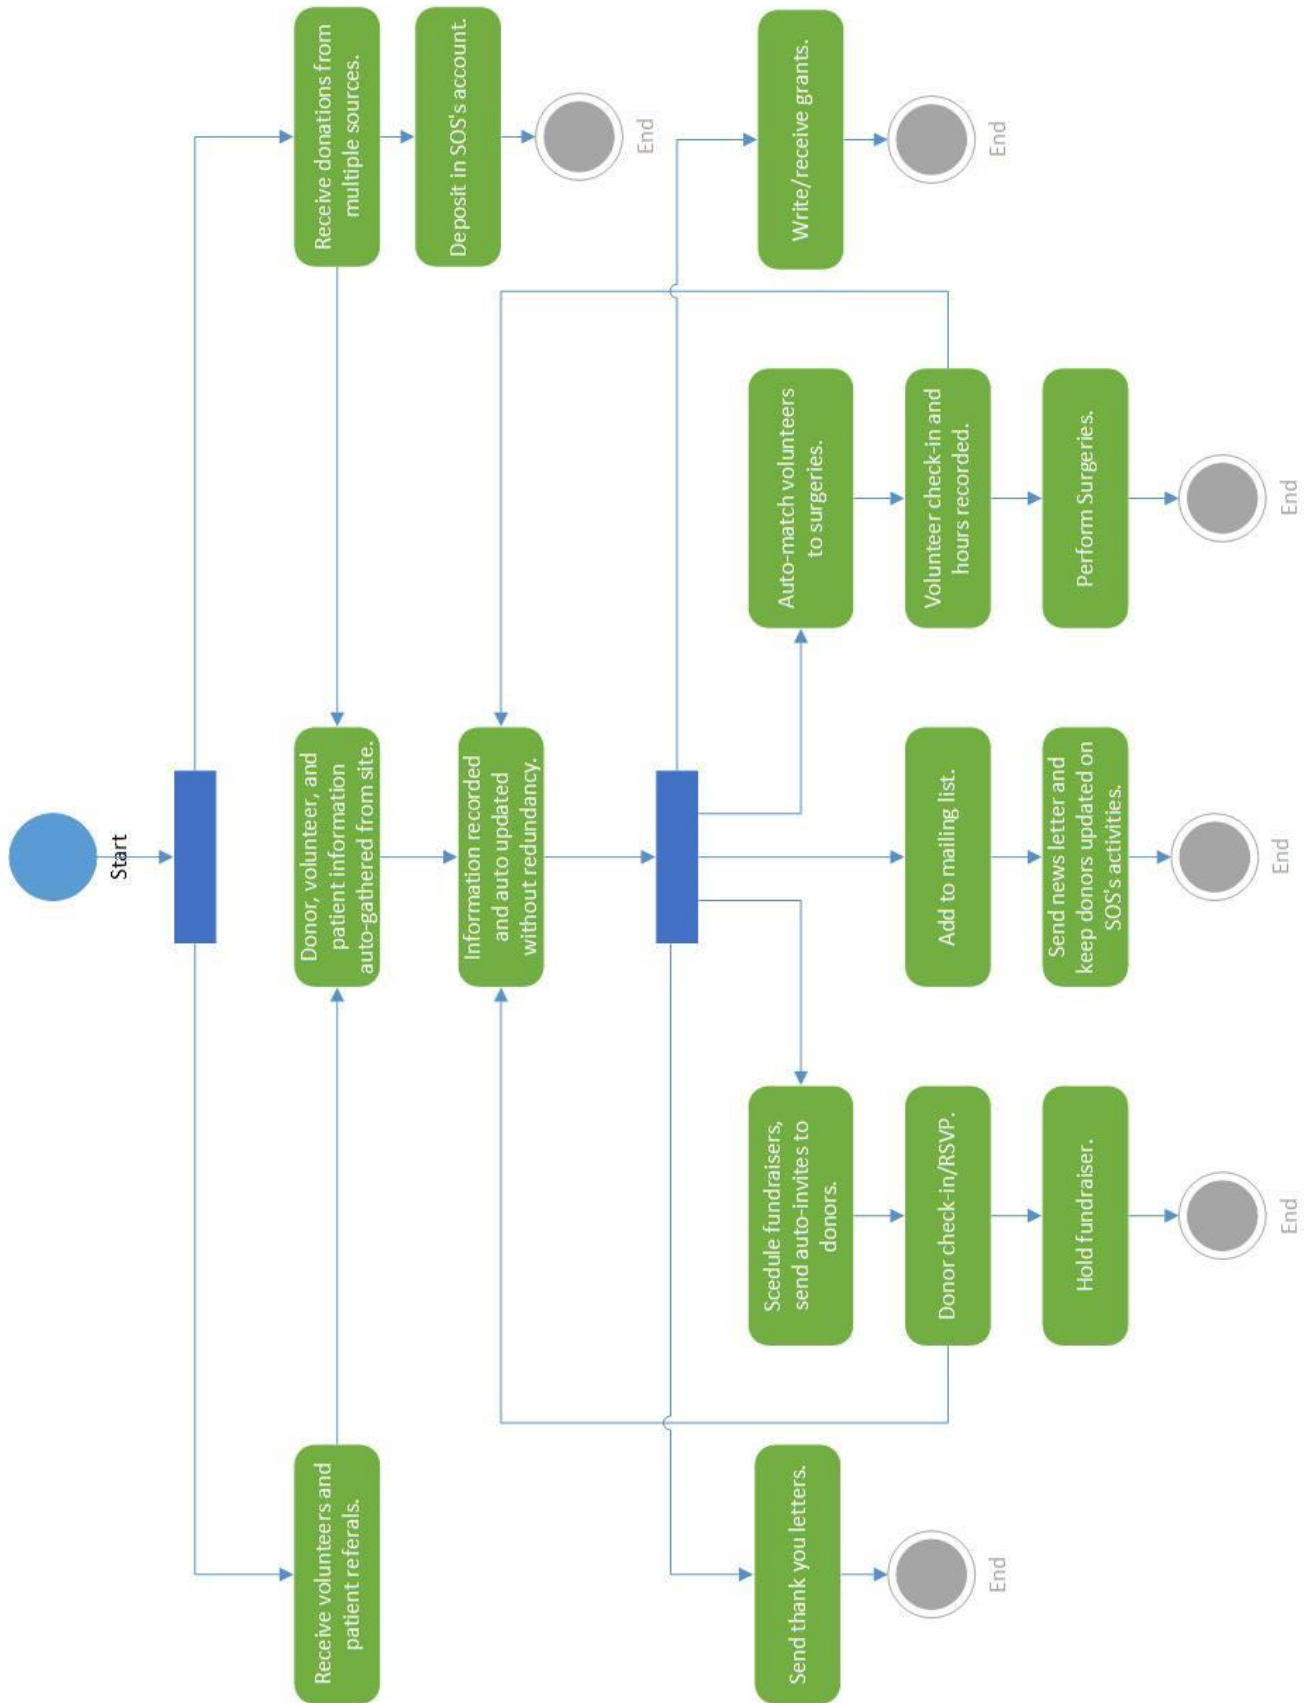 Start
Receive volunteers and
patient referals.
Donor, volunteer, and
patient information
auto-gathered from site.
Receive donations from
multiple sources.
Deposit in SOS's account.
End
Information recorded
and auto updated
without redundancy.
Send thank you letters.
End
Scedule fundraisers,
send auto-invites to
donors.
Donor check-in/RSVP.
Hold fundraiser.
End
Add to mailing list.
Send news letter and
keep donors updated on
SOS's activities.
End
Auto-match volunteers
to surgeries.
Volunteer check-in and
hours recorded.
Perform Surgeries.
End
Write/receive grants.
End